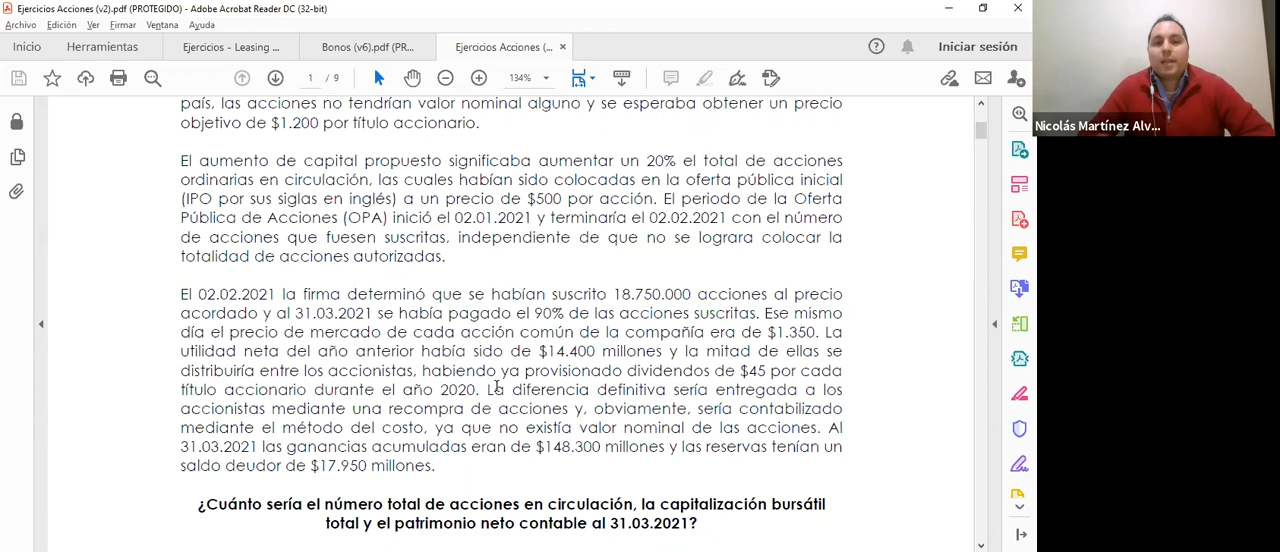 Ejercicios Acciones (v2).pdf (PROTEGIDO) - Adobe Acrobat Reader DC (32-bit)
Archivo Edición Ver Firmar Ventana Ayuda
Inicio Herramientas Ejercicios - Leasing ... Bonos (v6).pdf (PR... Ejercicios Acciones (... × Iniciar sesión
1 / 9 134%
país, las acciones no tendrían valor nominal alguno y se esperaba obtener un precio
objetivo de $1.200 por título accionario.
El aumento de capital propuesto significaba aumentar un 20% el total de acciones
ordinarias en circulación, las cuales habían sido colocadas en la oferta pública inicial
(IPO por sus siglas en inglés) a un precio de $500 por acción. El periodo de la Oferta
Pública de Acciones (OPA) inició el 02.01.2021 y terminaría el 02.02.2021 con el número
de acciones que fuesen suscritas, independiente de que no se lograra colocar la
totalidad de acciones autorizadas.
El 02.02.2021 la firma determinó que se habían suscrito 18.750.000 acciones al precio
acordado y al 31.03.2021 se había pagado el 90% de las acciones suscritas. Ese mismo
día el precio de mercado de cada acción común de la compañía era de $1.350. La
utilidad neta del año anterior había sido de $14.400 millones y la mitad de ellas se
distribuiría entre los accionistas, habiendo ya provisionado dividendos de $45 por cada
título accionario durante el año 2020. La diferencia definitiva sería entregada a los
accionistas mediante una recompra de acciones y, obviamente, sería contabilizado
mediante el método del costo, ya que no existía valor nominal de las acciones. Al
31.03.2021 las ganancias acumuladas eran de $148.300 millones y las reservas tenían un
saldo deudor de $17.950 millones.
¿Cuánto sería el número total de acciones en circulación, la capitalización bursátil
total y el patrimonio neto contable al 31.03.2021?
Nicolás Martínez Alv...